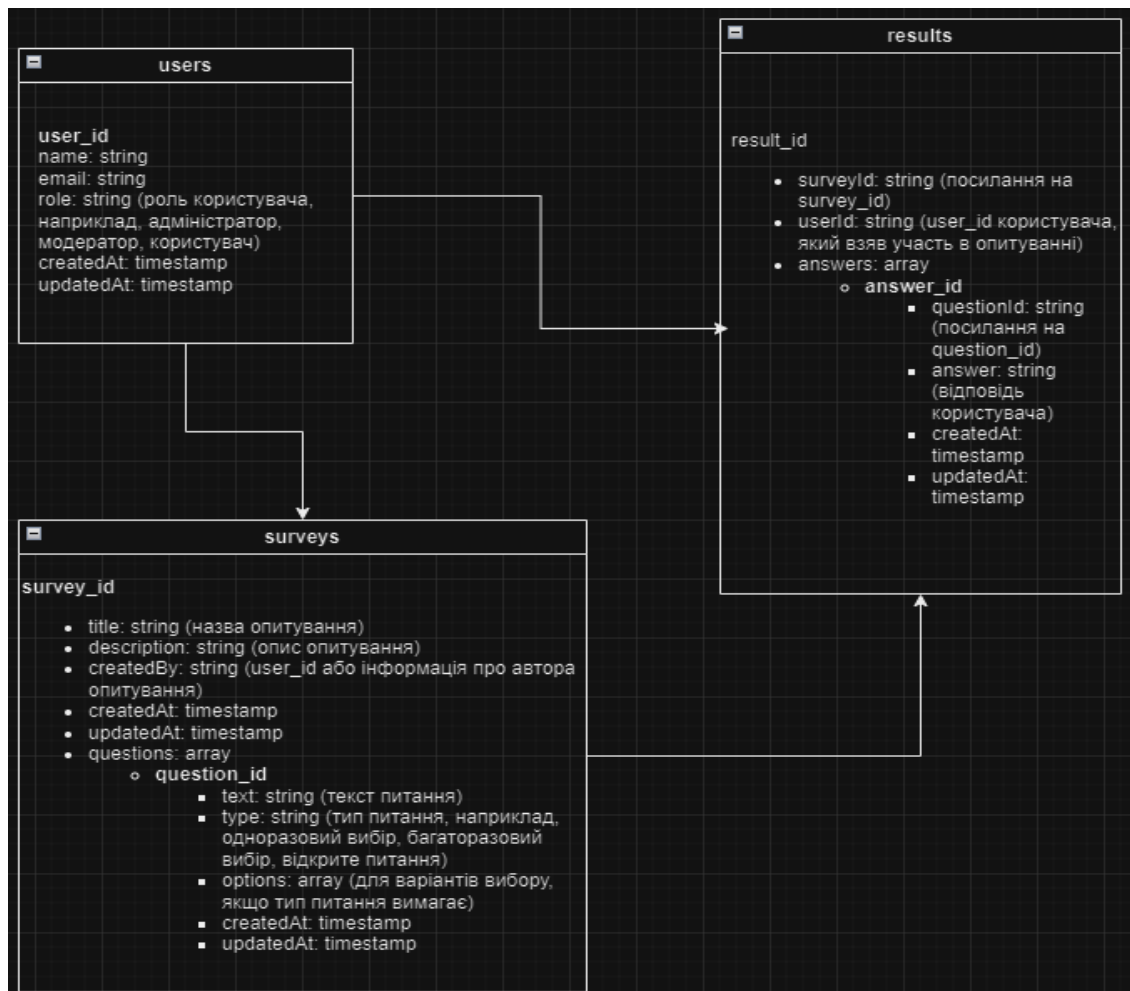 users
user_id
name: string
email: string
role: string (роль користувача,
наприклад, адміністратор,
модератор, користувач)
createdAt: timestamp
updatedAt: timestamp
results
result_id
surveyId: string (посилання на
survey_id)
userId: string (user_id користувача,
який взяв участь в опитуванні)
answers: array
answer_id
questionId: string
(посилання на
question_id)
answer: string
(відповідь
користувача)
createdAt:
timestamp
updatedAt:
timestamp
surveys
survey_id
title: string (назва опитування)
description: string (опис опитування)
createdBy: string (user_id або інформація про автора
опитування)
createdAt: timestamp
updatedAt: timestamp
questions: array
question_id
text: string (текст питання)
type: string (тип питання, наприклад,
одноразовий вибір, багаторазовий
вибір, відкрите питання)
options: array (для варіантів вибору,
якщо тип питання вимагає)
createdAt: timestamp
updatedAt: timestamp